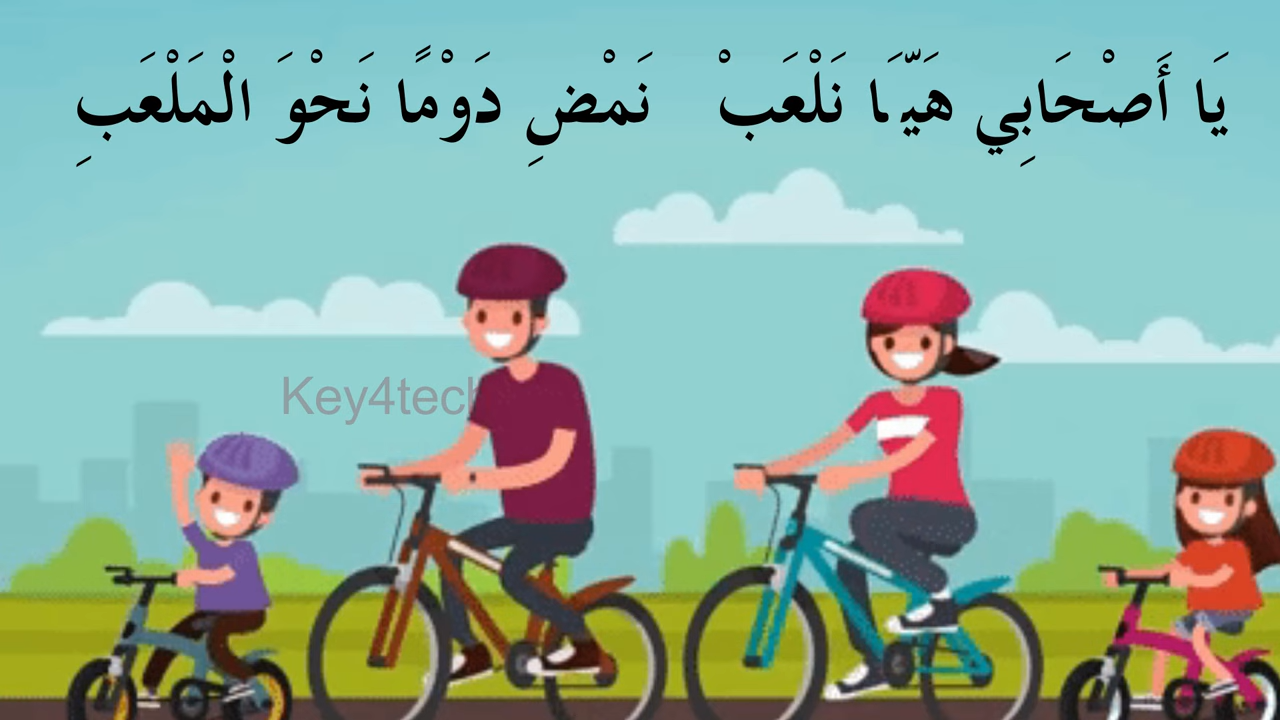 يَا أَصْحَابِي هَيَّا نَلْعَبْ نَمْضِ دَوْمًا نَحْوَ الْمَلْعَبِ
Key4tech